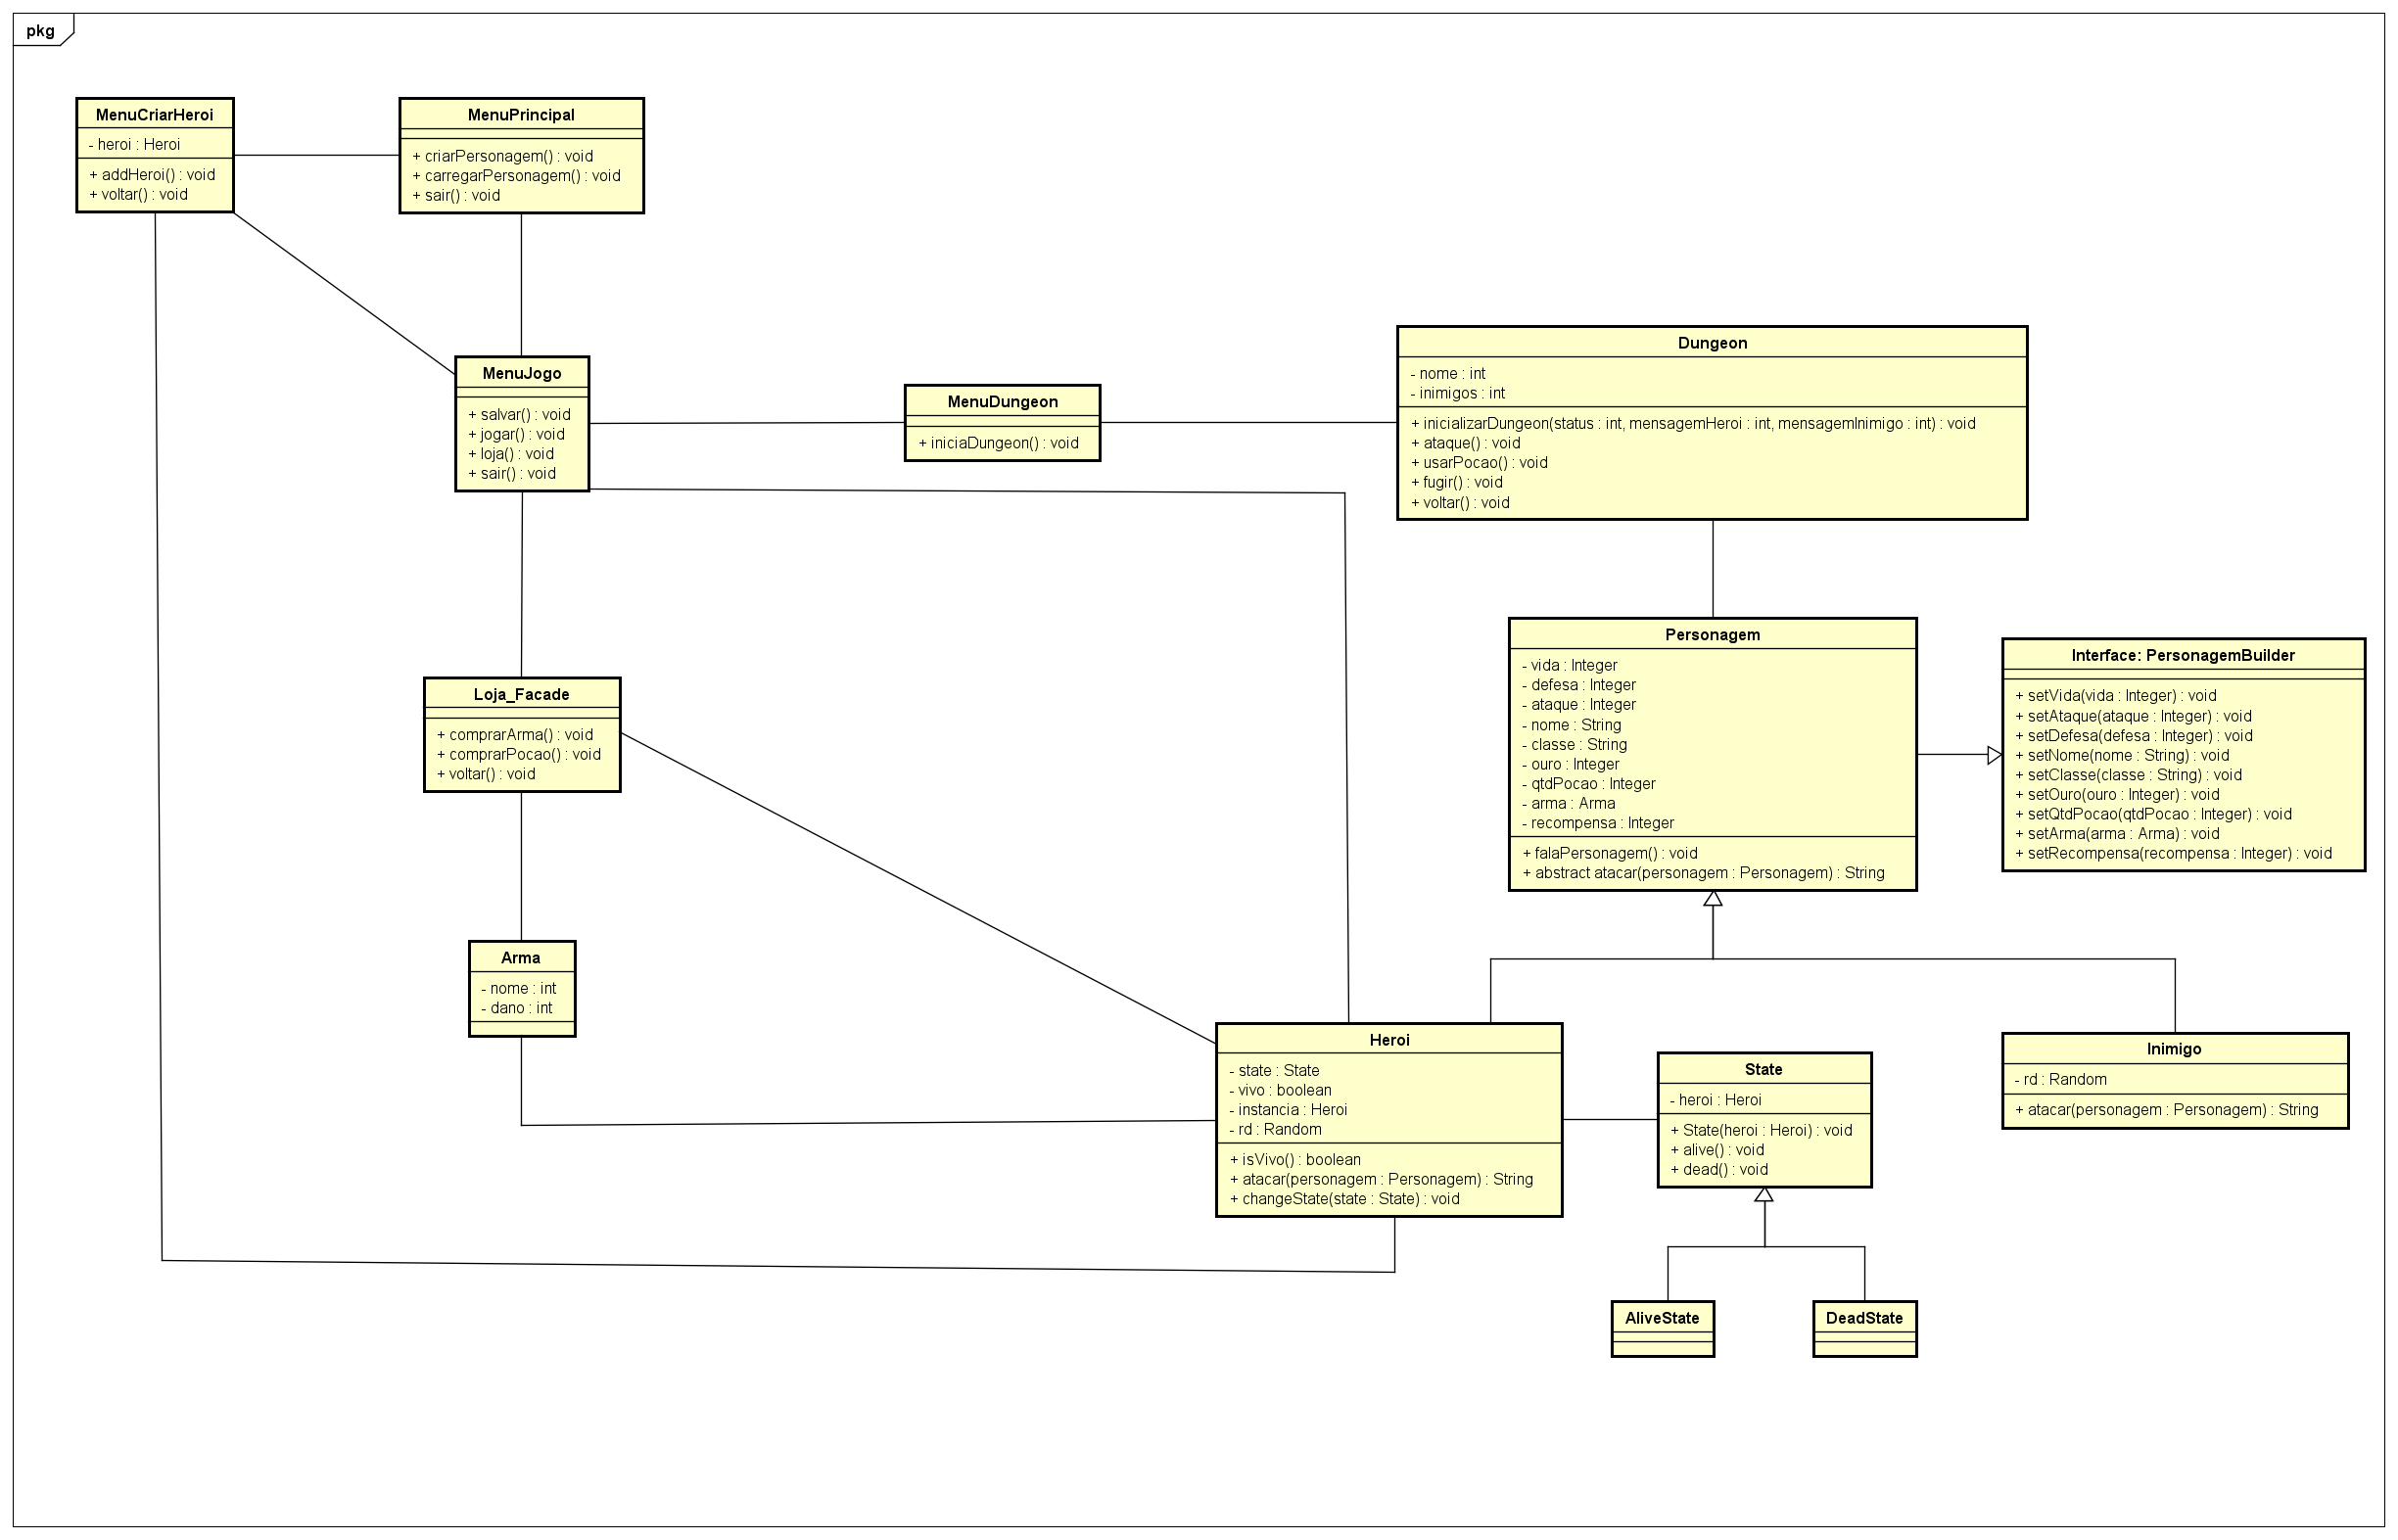 pkg
MenuCriarHeroi
- heroi : Heroi
+ addHeroi() : void
+ voltar() : void
MenuPrincipal
+ criarPersonagem() : void
+ carregarPersonagem() : void
+ sair() : void
MenuJogo
+ salvar() : void
+ jogar() : void
+ loja() : void
+ sair() : void
MenuDungeon
+ iniciaDungeon() : void
Dungeon
- nome : int
- inimigos : int
+ inicializarDungeon(status : int, mensagemHeroi : int, mensagemInimigo : int) : void
+ ataque() : void
+ usarPocao() : void
+ fugir() : void
+ voltar() : void
Personagem
- vida : Integer
- defesa : Integer
- ataque : Integer
- nome : String
- classe : String
- ouro : Integer
- qtdPocao : Integer
- arma : Arma
- recompensa : Integer
+ falaPersonagem() : void
+ abstract atacar(personagem : Personagem) : String
Interface: PersonagemBuilder
+ setVida(vida : Integer) : void
+ setAtaque(ataque : Integer) : void
+ setDefesa(defesa : Integer) : void
+ setNome(nome : String) : void
+ setClasse(classe : String) : void
+ setOuro(ouro : Integer) : void
+ setQtdPocao(qtdPocao : Integer) : void
+ setArma(arma : Arma) : void
+ setRecompensa(recompensa : Integer) : void
Loja_Facade
+ comprarArma() : void
+ comprarPocao() : void
+ voltar() : void
Arma
- nome : int
- dano : int
Heroi
- state : State
- vivo : boolean
- instancia : Heroi
- rd : Random
+ isVivo() : boolean
+ atacar(personagem : Personagem) : String
+ changeState(state : State) : void
State
- heroi : Heroi
+ State(heroi : Heroi) : void
+ alive() : void
+ dead() : void
Inimigo
- rd : Random
+ atacar(personagem : Personagem) : String
AliveState
DeadState